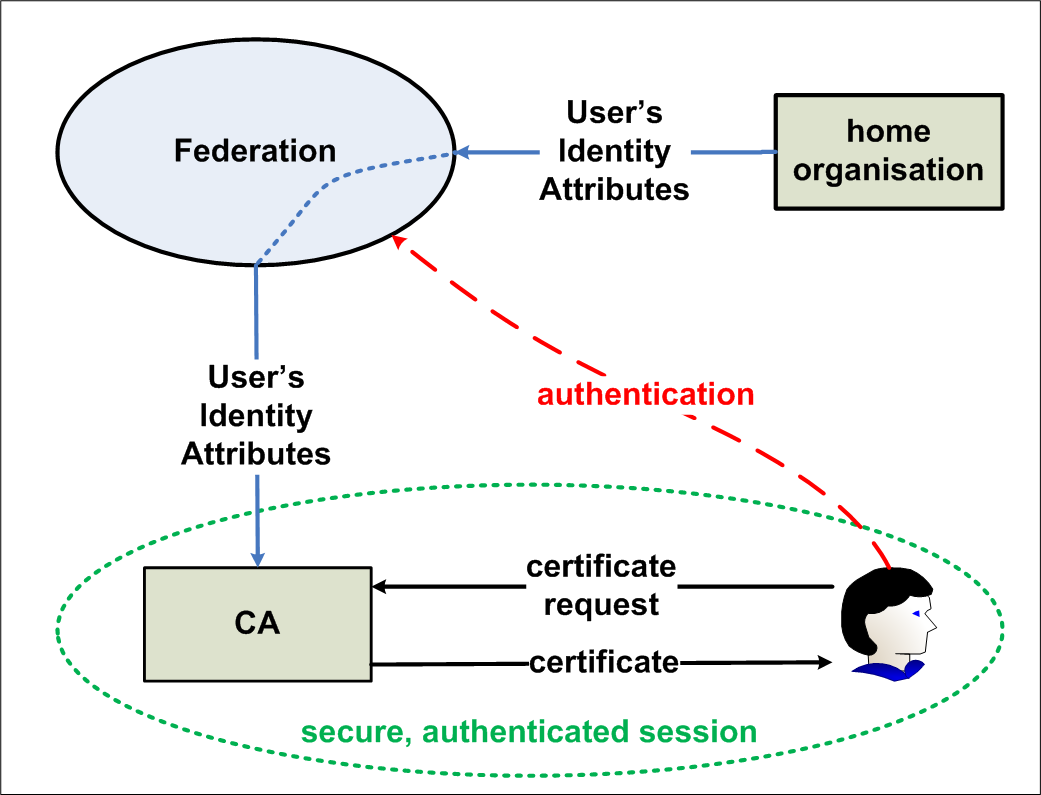 Federation
User's
Identity
Attributes
home
organisation
User's
Identity
Attributes
authentication
certificate
request
CA
certificate
secure, authenticated session